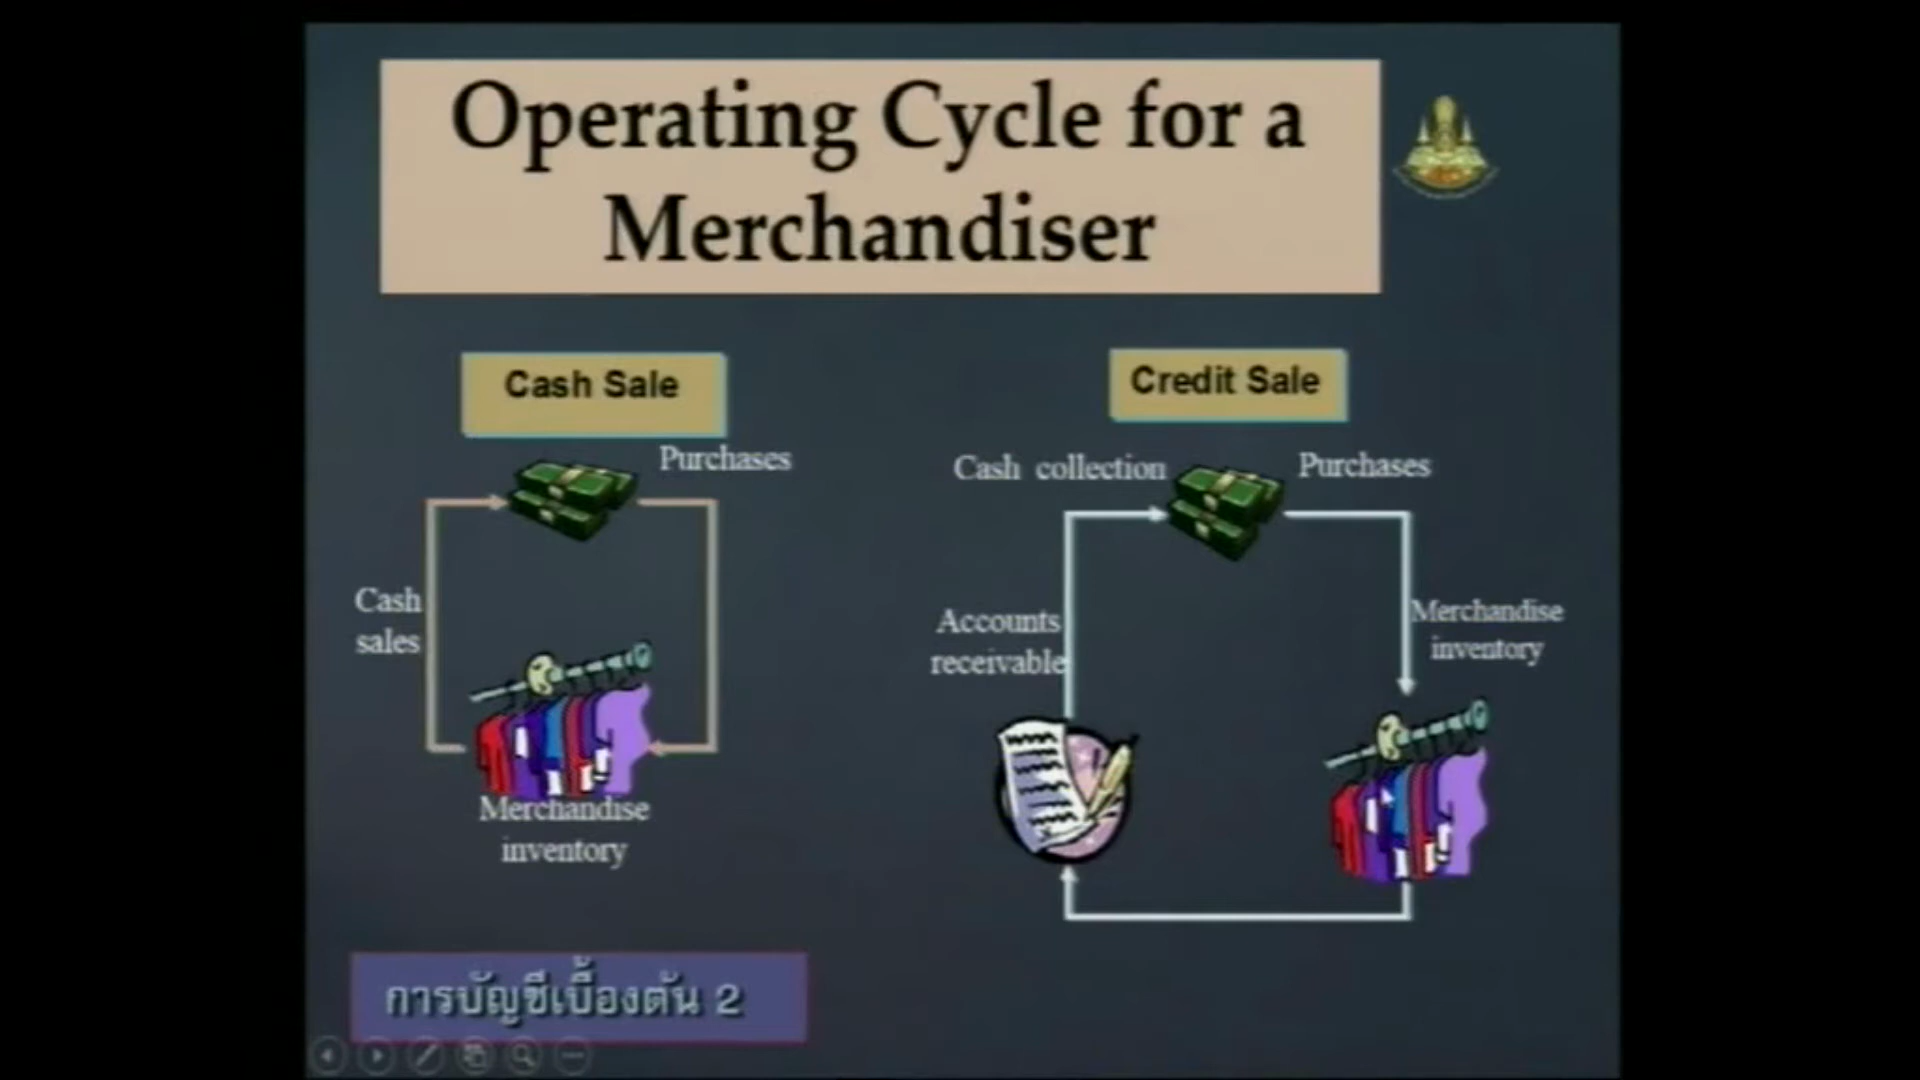 Operating Cycle for a
Merchandiser
Cash Sale
Purchases
Cash
sales
Merchandise
inventory
Credit Sale
Cash collection
Purchases
Accounts
receivable
Merchandise
inventory
การบัญชีเบื้องต้น 2